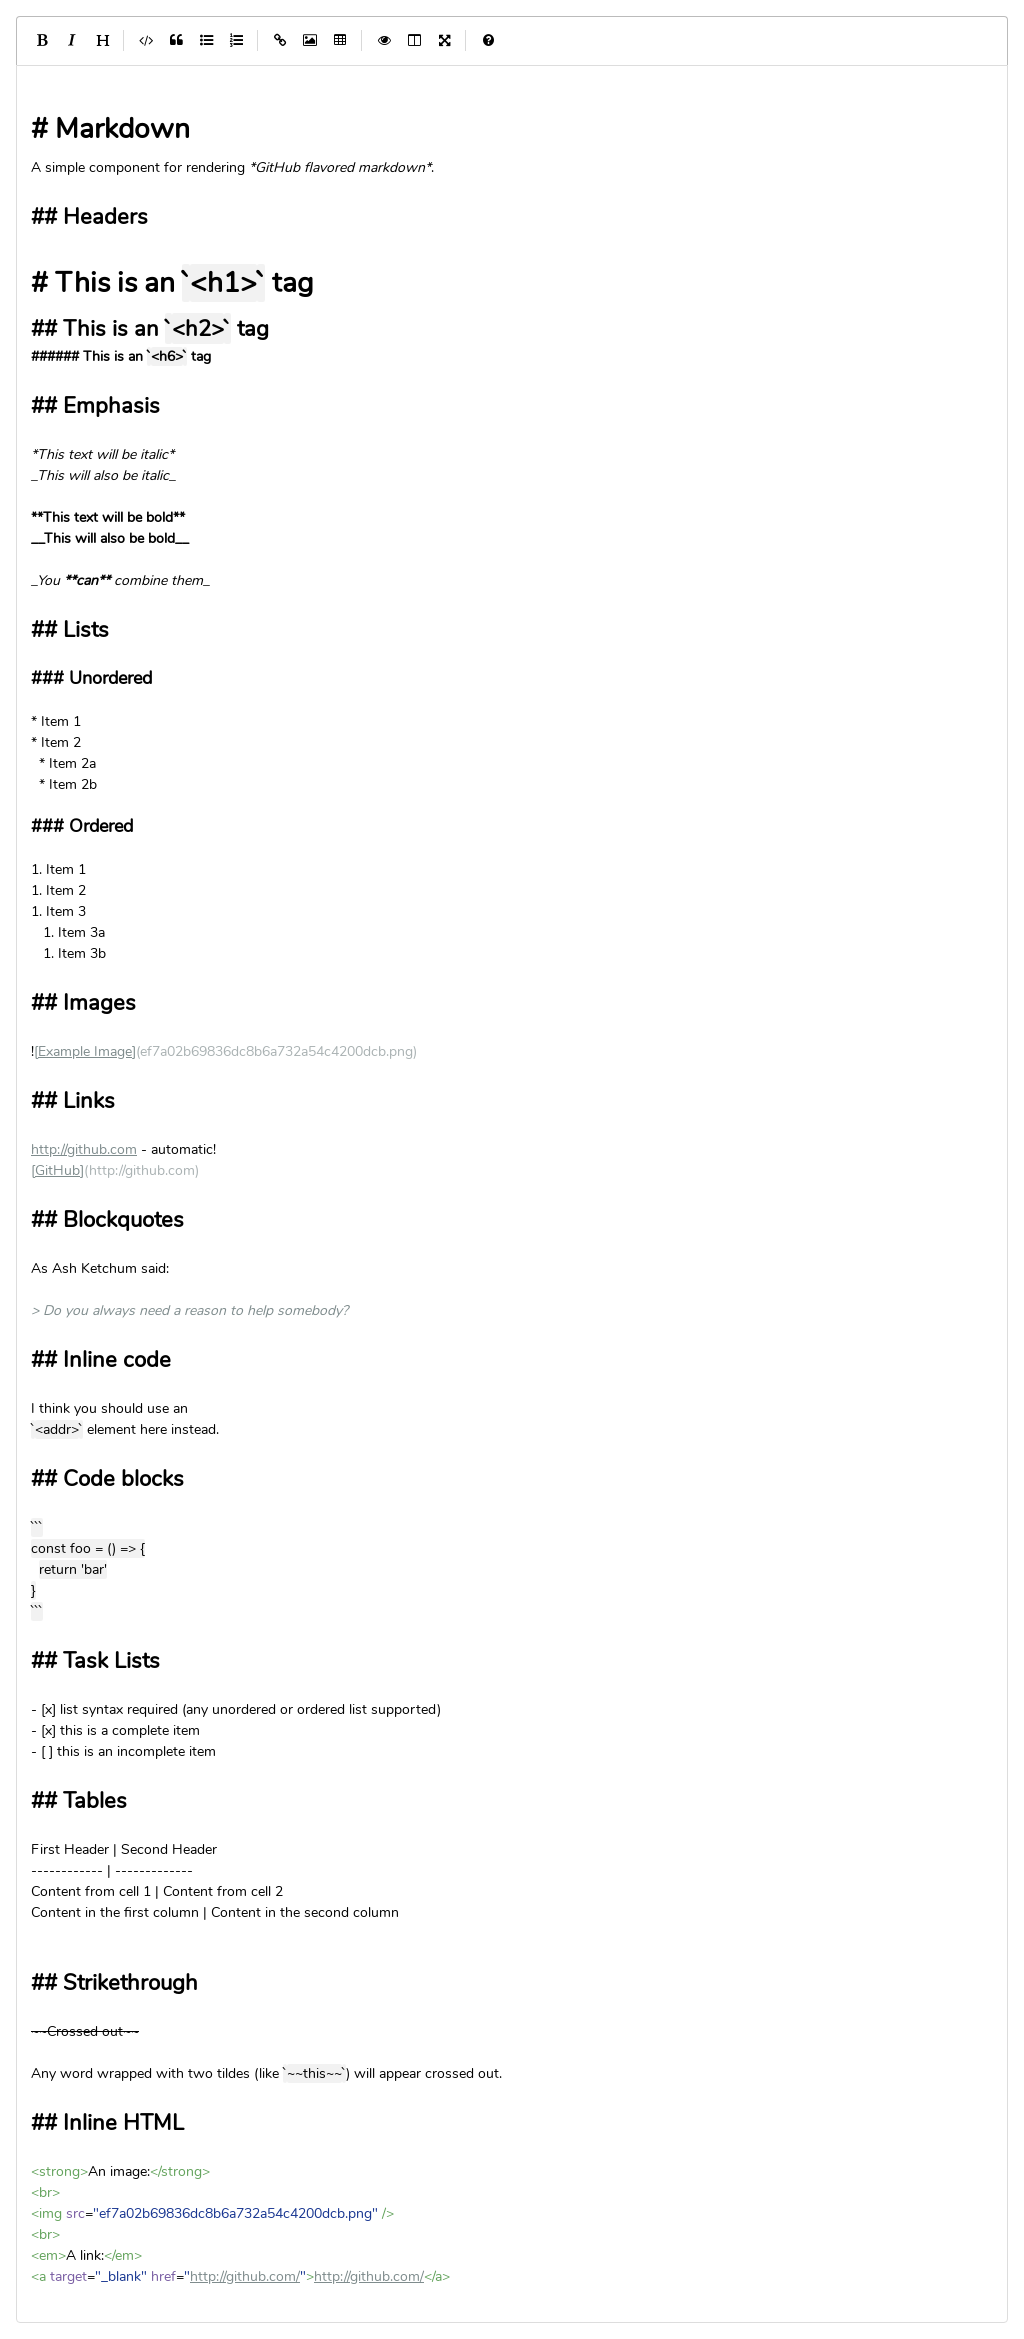 B I H
# Markdown
A simple component for rendering *GitHub flavored markdown*.
## Headers
# This is an `<h1>` tag
## This is an `<h2>` tag
###### This is an `<h6>` tag
## Emphasis
*This text will be italic*
_This will also be italic_
**This text will be bold**
__This will also be bold__
_You **can** combine them_
## Lists
### Unordered
* Item 1
* Item 2
  * Item 2a
  * Item 2b
### Ordered
1. Item 1
1. Item 2
1. Item 3
   1. Item 3a
   1. Item 3b
## Images
![Example Image](ef7a02b69836dc8b6a732a54c4200dcb.png)
## Links
http://github.com - automatic!
[GitHub](http://github.com)
## Blockquotes
As Ash Ketchum said:
> Do you always need a reason to help somebody?
## Inline code
I think you should use an
`<addr>` element here instead.
## Code blocks
```
const foo = () => {
  return 'bar'
}
```
## Task Lists
- [x] list syntax required (any unordered or ordered list supported)
- [x] this is a complete item
- [ ] this is an incomplete item
## Tables
First Header | Second Header
------------ | -------------
Content from cell 1 | Content from cell 2
Content in the first column | Content in the second column
## Strikethrough
~~Crossed out~~
Any word wrapped with two tildes (like `~~this~~`) will appear crossed out.
## Inline HTML
<strong>An image:</strong>
<br>
<img src="ef7a02b69836dc8b6a732a54c4200dcb.png" />
<br>
<em>A link:</em>
<a target="_blank" href="http://github.com/">http://github.com/</a>